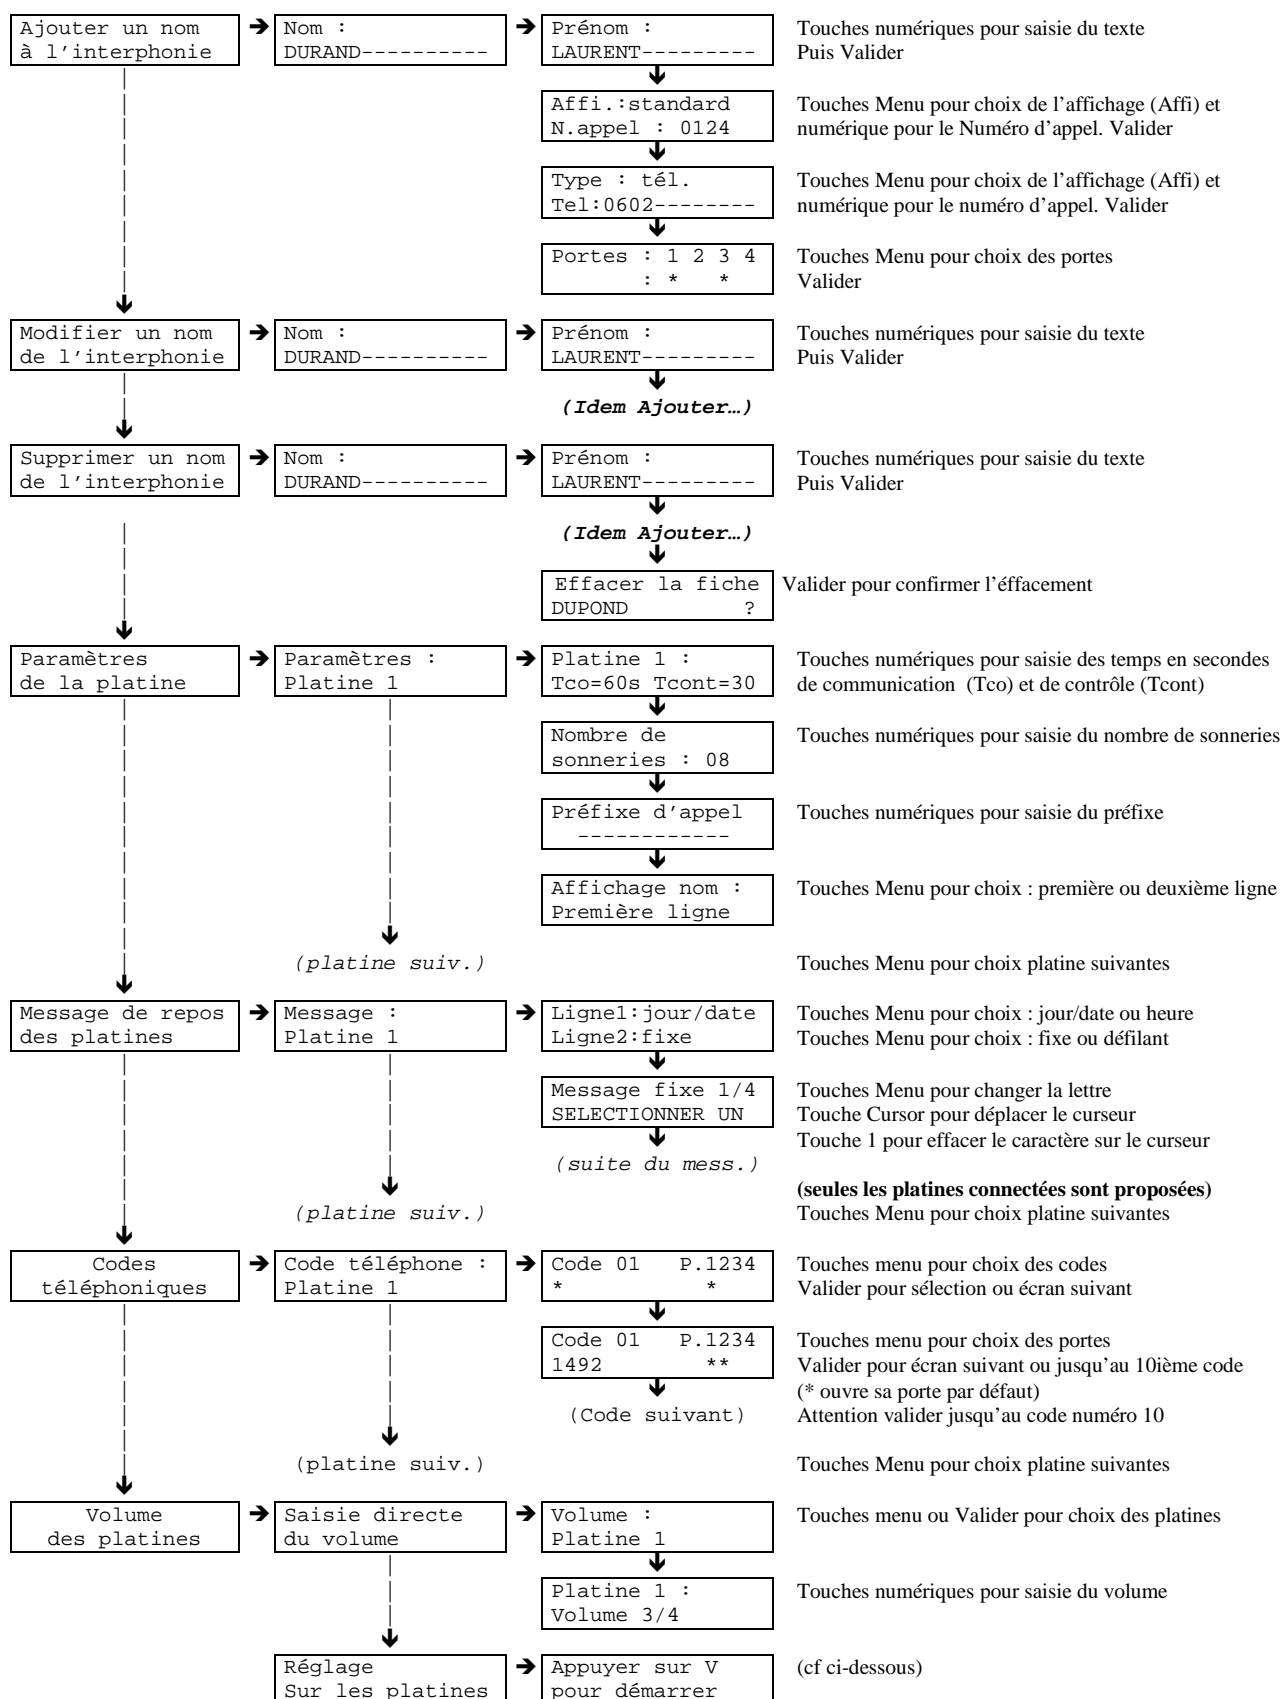 Ajouter un nom
à l’interphonie
Nom :
DURAND----------
Prénom :
LAURENT---------
Touches numériques pour saisie du texte
Puis Valider
Affi.:standard
N.appel : 0124
Touches Menu pour choix de l’affichage (Affi) et
numérique pour le Numéro d’appel. Valider
Type : tél.
Tel:0602--------
Touches Menu pour choix de l’affichage (Affi) et
numérique pour le numéro d’appel. Valider
Portes : 1 2 3 4
: * *
Touches Menu pour choix des portes
Valider
Modifier un nom
de l’interphonie
Nom :
DURAND----------
Prénom :
LAURENT---------
Touches numériques pour saisie du texte
Puis Valider
(Idem Ajouter…)
Supprimer un nom
de l’interphonie
Nom :
DURAND----------
Prénom :
LAURENT---------
Touches numériques pour saisie du texte
Puis Valider
(Idem Ajouter…)
Effacer la fiche
DUPOND ?
Valider pour confirmer l’éffacement
Paramètres
de la platine
Paramètres :
Platine 1
Platine 1 :
Tco=60s Tcont=30
Touches numériques pour saisie des temps en secondes
de communication (Tco) et de contrôle (Tcont)
Nombre de
sonneries : 08
Touches numériques pour saisie du nombre de sonneries
Préfixe d’appel
------------
Touches numériques pour saisie du préfixe
Affichage nom :
Première ligne
Touches Menu pour choix : première ou deuxième ligne
(platine suiv.)
Touches Menu pour choix platine suivantes
Message de repos
des platines
Message :
Platine 1
Ligne1:jour/date
Ligne2:fixe
Touches Menu pour choix : jour/date ou heure
Touches Menu pour choix : fixe ou défilant
Message fixe 1/4
SELECTIONNER UN
Touches Menu pour changer la lettre
Touche Cursor pour déplacer le curseur
Touche 1 pour effacer le caractère sur le curseur
(suite du mess.)
(seules les platines connectées sont proposées)
(platine suiv.)
Touches Menu pour choix platine suivantes
Codes
téléphoniques
Code téléphone :
Platine 1
Code 01 P.1234
* *
Touches menu pour choix des codes
Valider pour sélection ou écran suivant
Code 01 P.1234
1492 **
Touches menu pour choix des portes
Valider pour écran suivant ou jusqu’au 10ième code
(* ouvre sa porte par défaut)
(Code suivant)
Attention valider jusqu’au code numéro 10
(platine suiv.)
Touches Menu pour choix platine suivantes
Volume
des platines
Saisie directe
du volume
Volume :
Platine 1
Touches menu ou Valider pour choix des platines
Platine 1 :
Volume 3/4
Touches numériques pour saisie du volume
Réglage
Sur les platines
Appuyer sur V
pour démarrer
(cf ci-dessous)